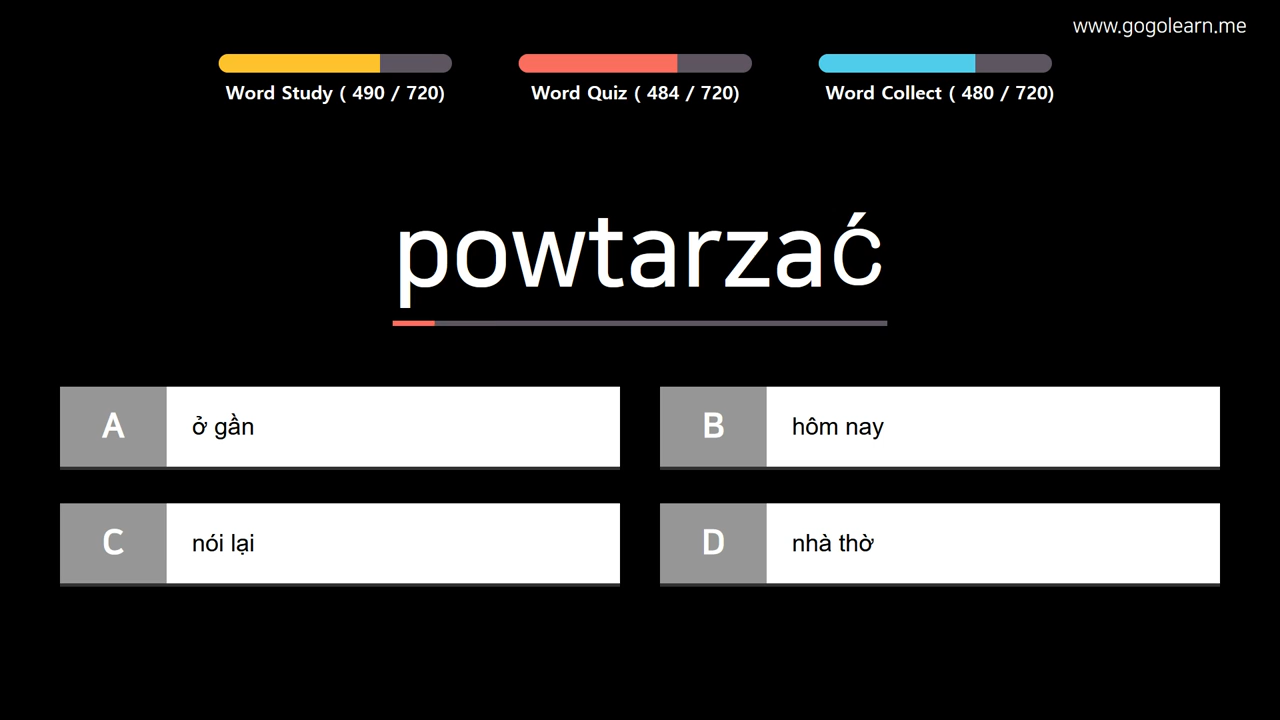 www.gogolearn.me
Word Study ( 490 / 720)
Word Quiz ( 484 / 720)
Word Collect ( 480 / 720)
powtarzać
A
ở gần
B
hôm nay
C
nói lại
D
nhà thờ